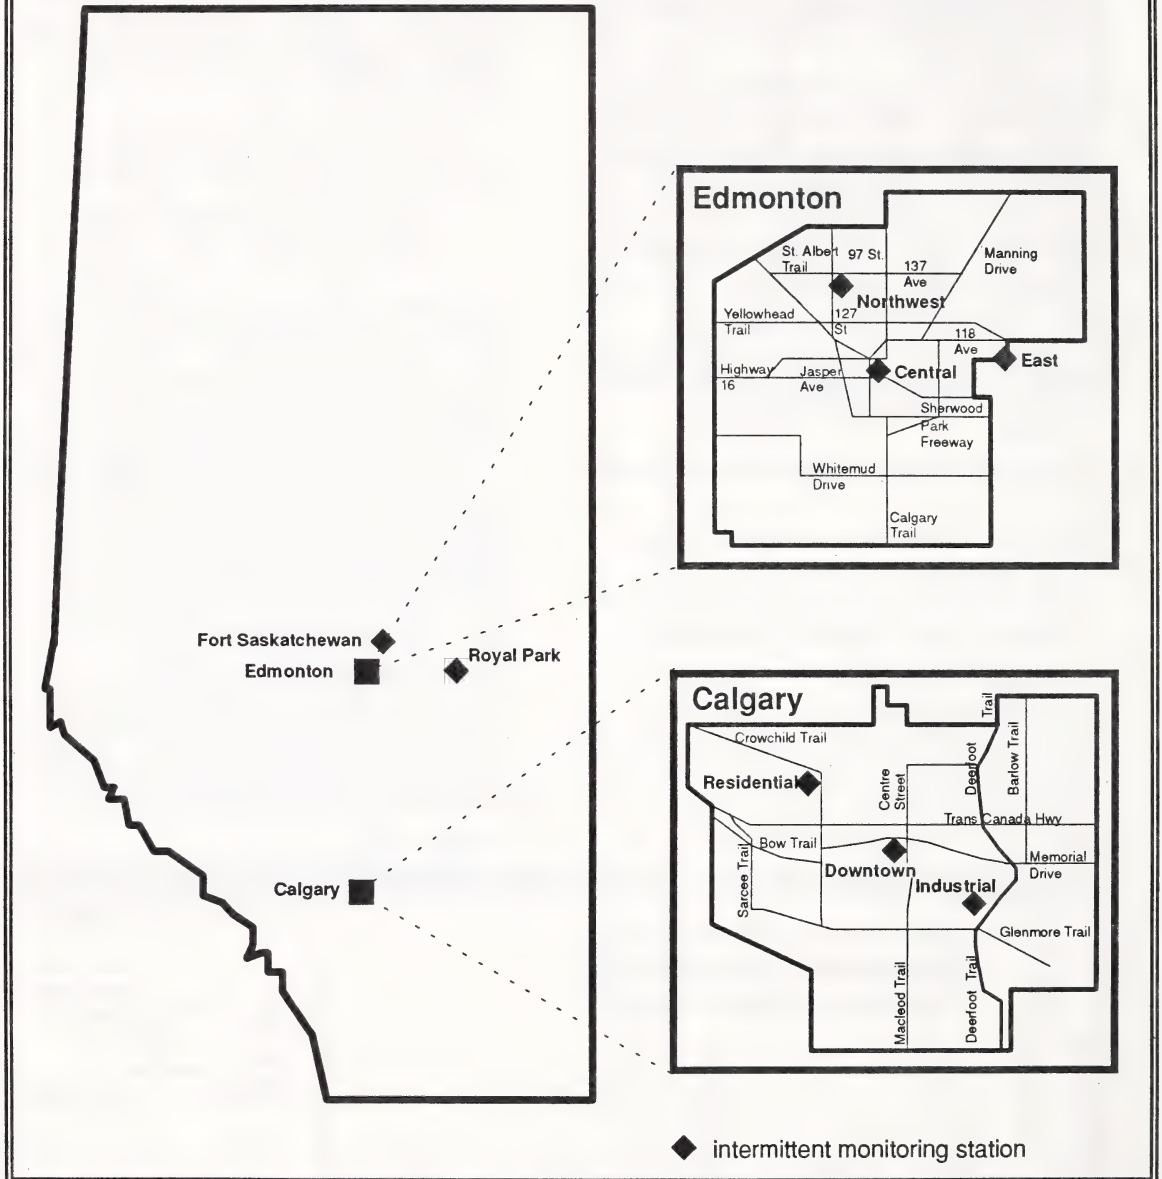 Fort Saskatchewan
Edmonton
Royal Park
Calgary
Edmonton
St. Albert
Trail
97 St.
137
Ave
Manning
Drive
Northwest
Yellowhead
Trail
127
St
118
Ave
East
Highway
16
Jasper
Ave
Central
Sherwood
Park
Freeway
Whitemud
Drive
Calgary
Trail
Calgary
Crowchild Trail
Residential
Centre
Street
Deerfoot Trail
Barlow Trail
Trans Canada Hwy
Bow Trail
Sarcee Trail
Downtown
Memorial
Drive
Industrial
Glenmore Trail
Macleod Trail
Deerfoot Trail
intermittent monitoring station